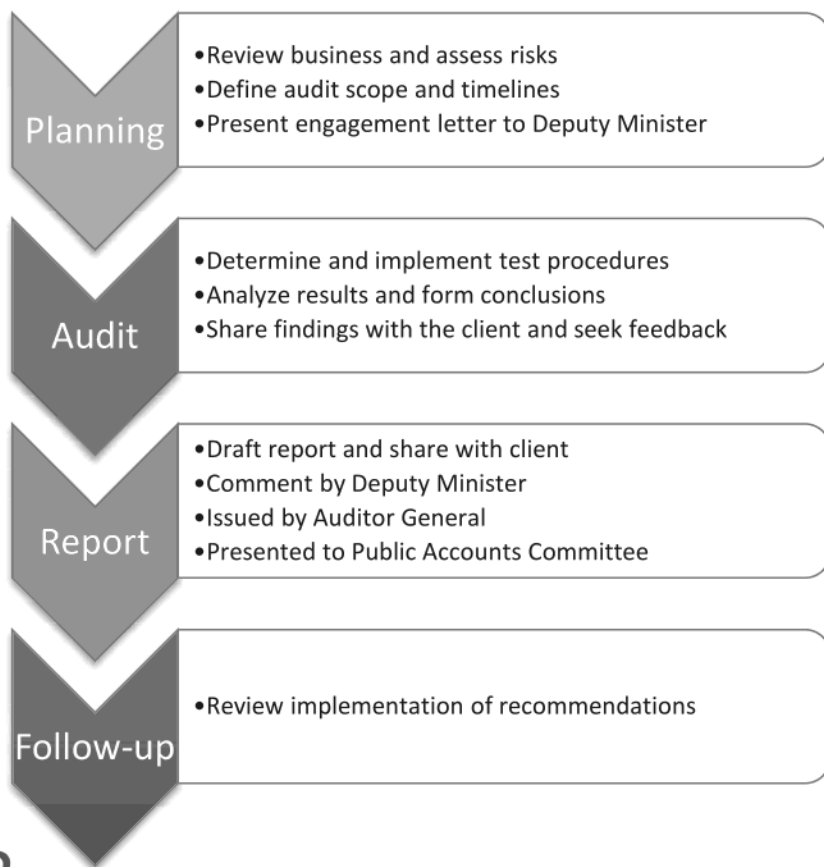 Planning
•Review business and assess risks
•Define audit scope and timelines
•Present engagement letter to Deputy Minister
Audit
•Determine and implement test procedures
•Analyze results and form conclusions
•Share findings with the client and seek feedback
Report
•Draft report and share with client
•Comment by Deputy Minister
•Issued by Auditor General
•Presented to Public Accounts Committee
Follow-up
•Review implementation of recommendations